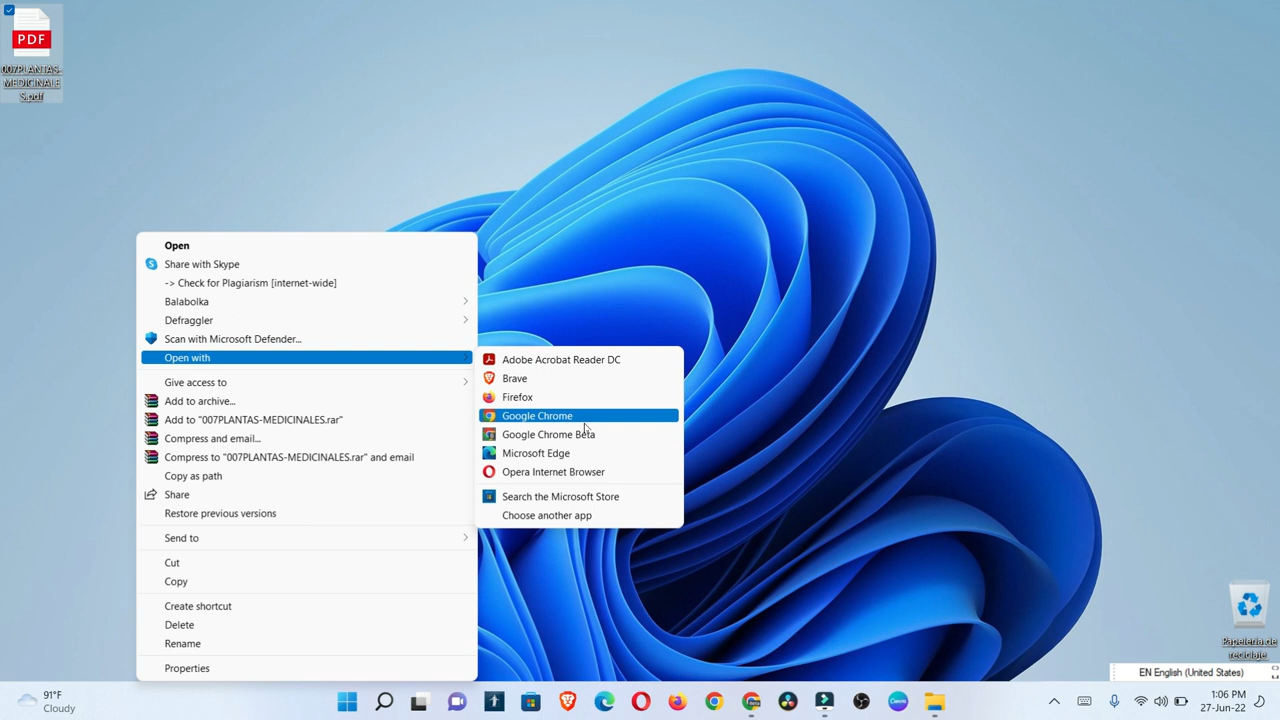 PDF
007PLANTAS-
MEDICINALE
S.pdf
Open
Share with Skype
-> Check for Plagiarism [internet-wide]
Balabolka
Defraggler
Scan with Microsoft Defender...
Open with
Give access to
Add to archive...
Add to "007PLANTAS-MEDICINALES.rar"
Compress and email...
Compress to "007PLANTAS-MEDICINALES.rar" and email
Copy as path
Share
Restore previous versions
Send to
Cut
Copy
Create shortcut
Delete
Rename
Properties
Adobe Acrobat Reader DC
Brave
Firefox
Google Chrome
Google Chrome Beta
Microsoft Edge
Opera Internet Browser
Search the Microsoft Store
Choose another app
Papelería de
reciclaje
EN English (United States)
91°F
Cloudy
1:06 PM
27-Jun-22